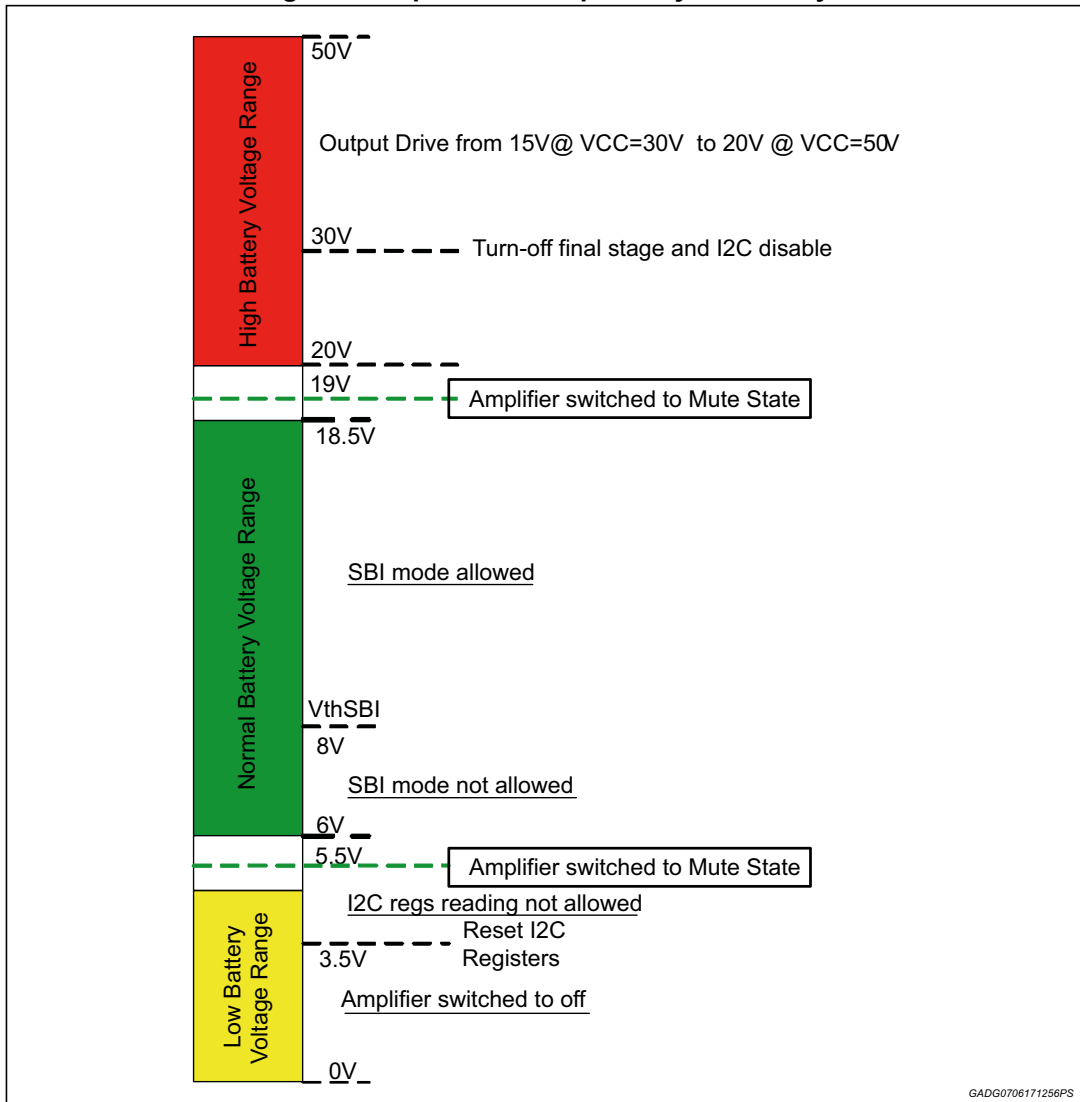 50V
High Battery Voltage Range
Output Drive from 15V@ VCC=30V to 20V @ VCC=50V
30V
Turn-off final stage and I2C disable
20V
19V
Amplifier switched to Mute State
18.5V
Normal Battery Voltage Range
SBI mode allowed
VthSBI
8V
SBI mode not allowed
6V
5.5V
Amplifier switched to Mute State
I2C regs reading not allowed
Low Battery
Voltage Range
Reset I2C
Registers
3.5V
Amplifier switched to off
0V
GADG0706171256PS